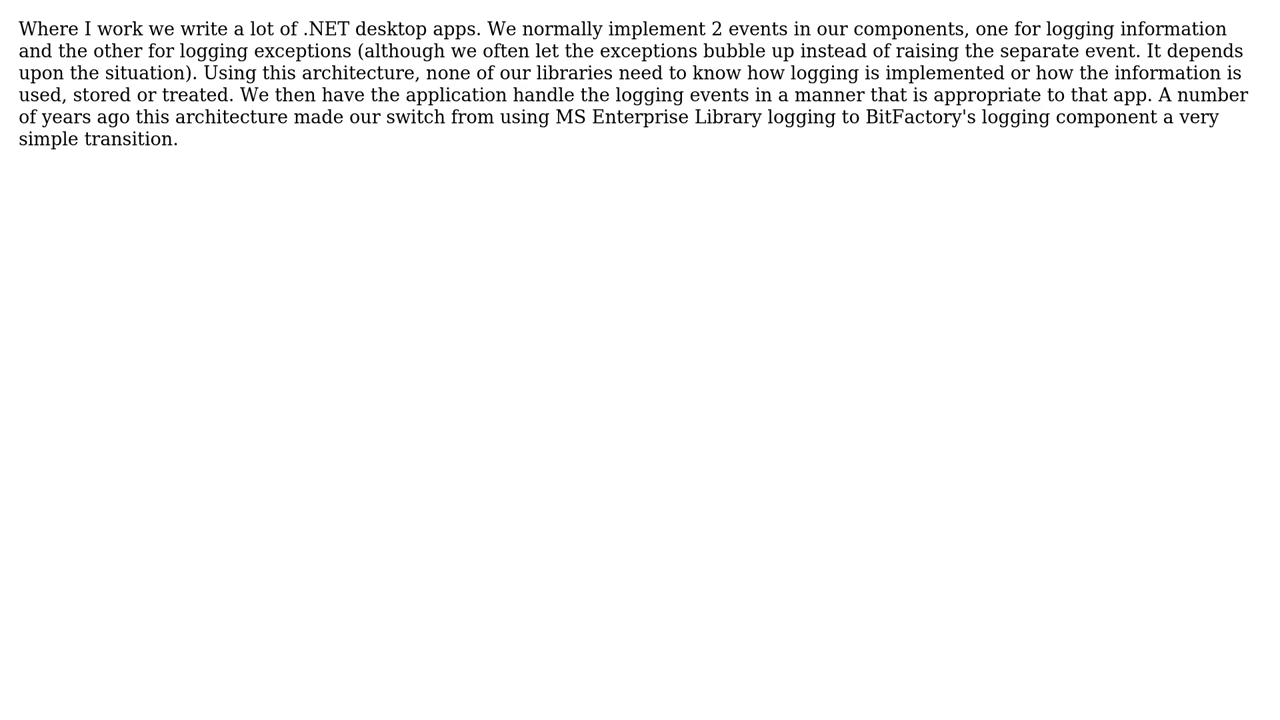 Where I work we write a lot of .NET desktop apps. We normally implement 2 events in our components, one for logging information
and the other for logging exceptions (although we often let the exceptions bubble up instead of raising the separate event. It depends
upon the situation). Using this architecture, none of our libraries need to know how logging is implemented or how the information is
used, stored or treated. We then have the application handle the logging events in a manner that is appropriate to that app. A number
of years ago this architecture made our switch from using MS Enterprise Library logging to BitFactory's logging component a very
simple transition.